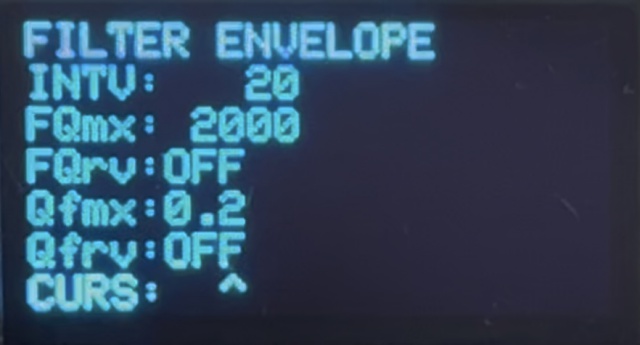 FILTER ENVELOPE
INTV:   20
FQmx: 2000
FQrv:OFF
Qfmx:0.2
Qfrv:OFF
CURS:  ^